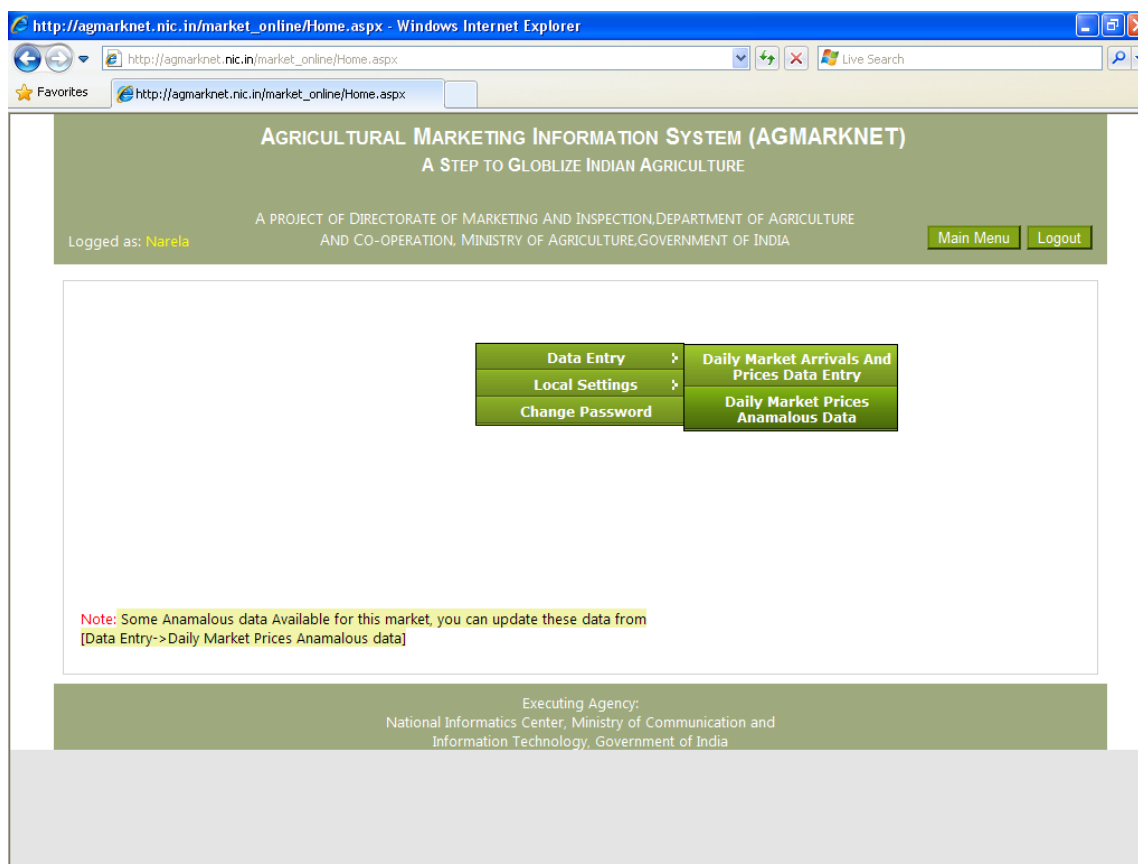 http://agmarknet.nic.in/market_online/Home.aspx - Windows Internet Explorer
http://agmarknet.nic.in/market_online/Home.aspx
Live Search
Favorites
http://agmarknet.nic.in/market_online/Home.aspx
AGRICULTURAL MARKETING INFORMATION SYSTEM (AGMARKNET)
A STEP TO GLOBLIZE INDIAN AGRICULTURE
A PROJECT OF DIRECTORATE OF MARKETING AND INSPECTION,DEPARTMENT OF AGRICULTURE
AND CO-OPERATION, MINISTRY OF AGRICULTURE,GOVERNMENT OF INDIA
Logged as: Narela
Main Menu
Logout
Data Entry
Local Settings
Change Password
Daily Market Arrivals And
Prices Data Entry
Daily Market Prices
Anamalous Data
Note: Some Anamalous data Available for this market, you can update these data from
[Data Entry->Daily Market Prices Anamalous data]
Executing Agency:
National Informatics Center, Ministry of Communication and
Information Technology, Government of India